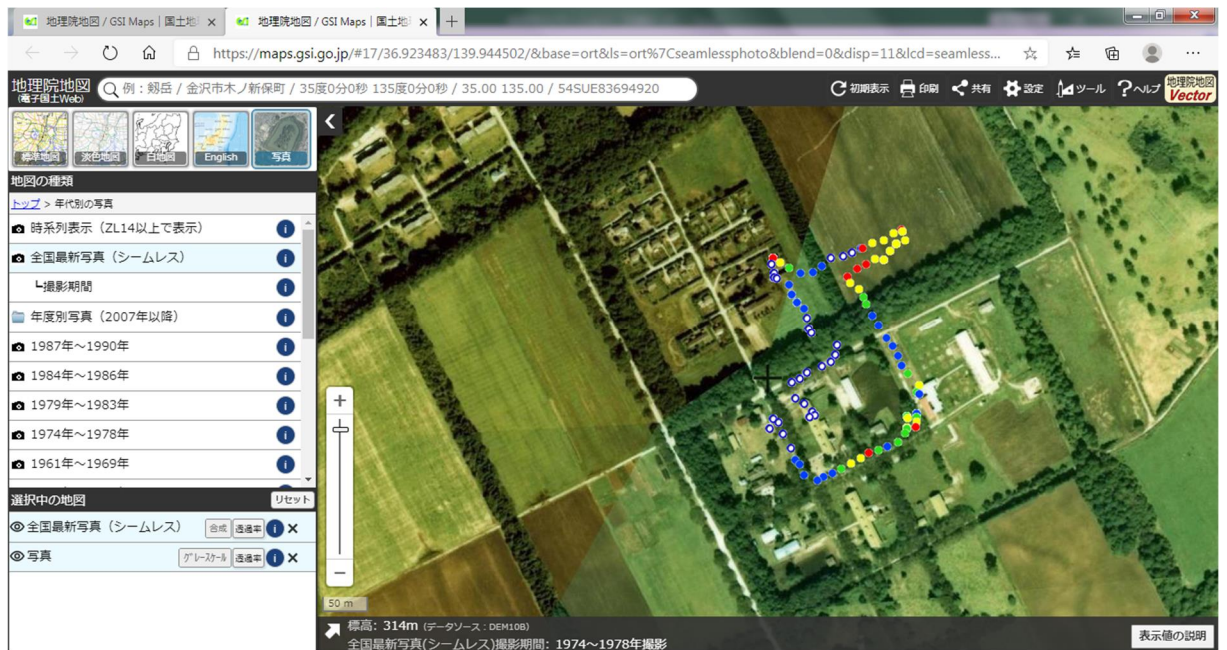 地理院地図 / GSI Maps｜国土地
地理院地図 / GSI Maps｜国土地
https://maps.gsi.go.jp/#17/36.923483/139.944502/&base=ort&ls=ort%7Cseamlessphoto&blend=0&disp=11&lcd=seamless...
地理院地図
(電子国土Web)
例：剱岳 / 金沢市木ノ新保町 / 35度0分0秒 135度0分0秒 / 35.00 135.00 / 54SUE83694920
初期表示 印刷 共有 設定 ツール ヘルプ
地理院地図
Vector
標準地図 淡色地図 白地図 English 写真
地図の種類
トップ > 年代別の写真
時系列表示（ZL14以上で表示）
全国最新写真（シームレス）
┗撮影期間
年度別写真（2007年以降）
1987年～1990年
1984年～1986年
1979年～1983年
1974年～1978年
1961年～1969年
選択中の地図 リセット
全国最新写真（シームレス） 合成 透過率
写真 グレースケール 透過率
50 m
標高: 314m (データソース：DEM10B)
全国最新写真(シームレス)撮影期間: 1974～1978年撮影
表示値の説明